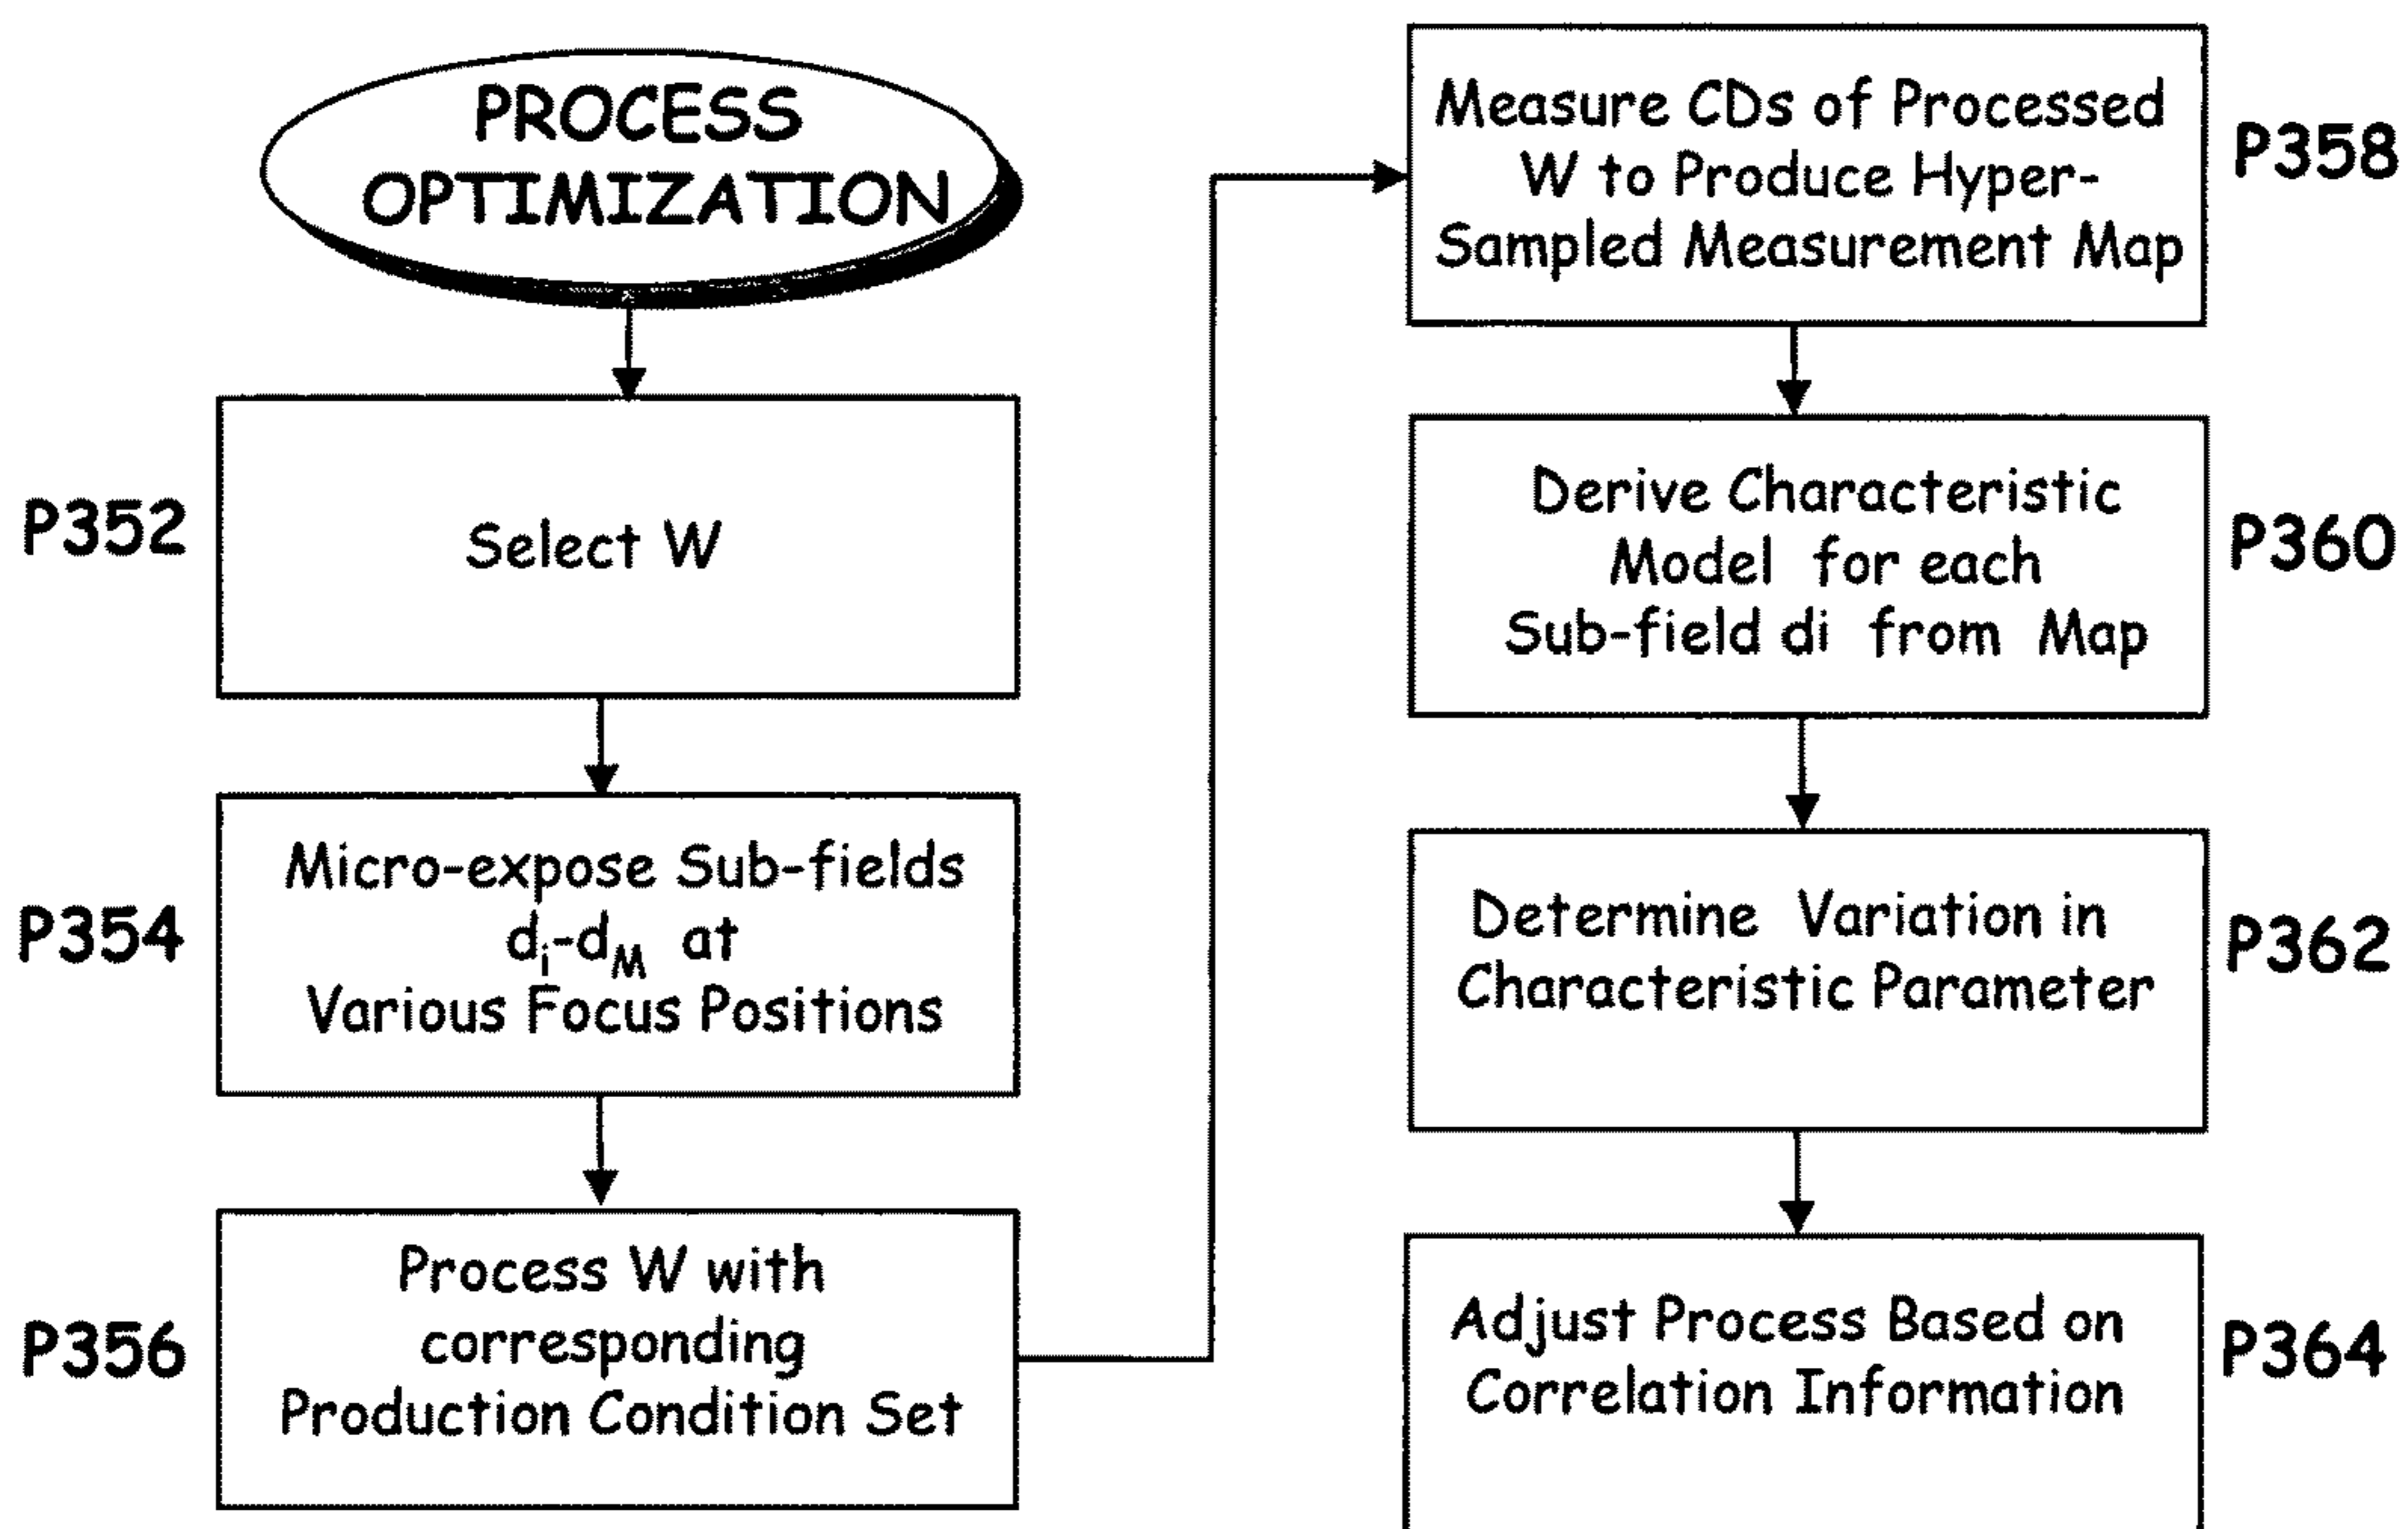 PROCESS
OPTIMIZATION
P352
Select W
P354
Micro-expose Sub-fields
di-dM at
Various Focus Positions
P356
Process W with
corresponding
Production Condition Set
Measure CDs of Processed
W to Produce Hyper-
Sampled Measurement Map
P358
Derive Characteristic
Model for each
Sub-field di from Map
P360
Determine Variation in
Characteristic Parameter
P362
Adjust Process Based on
Correlation Information
P364